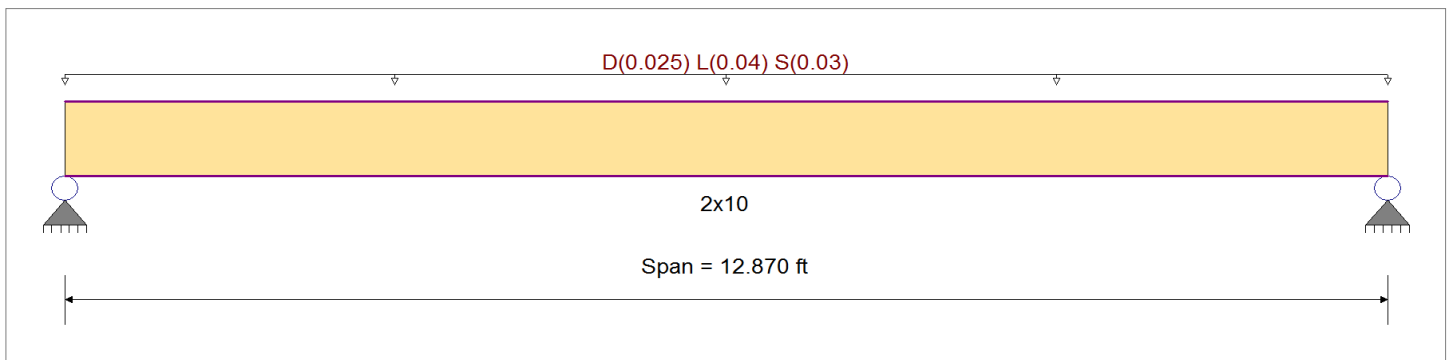 D(0.025) L(0.04) S(0.03)
2x10
Span = 12.870 ft